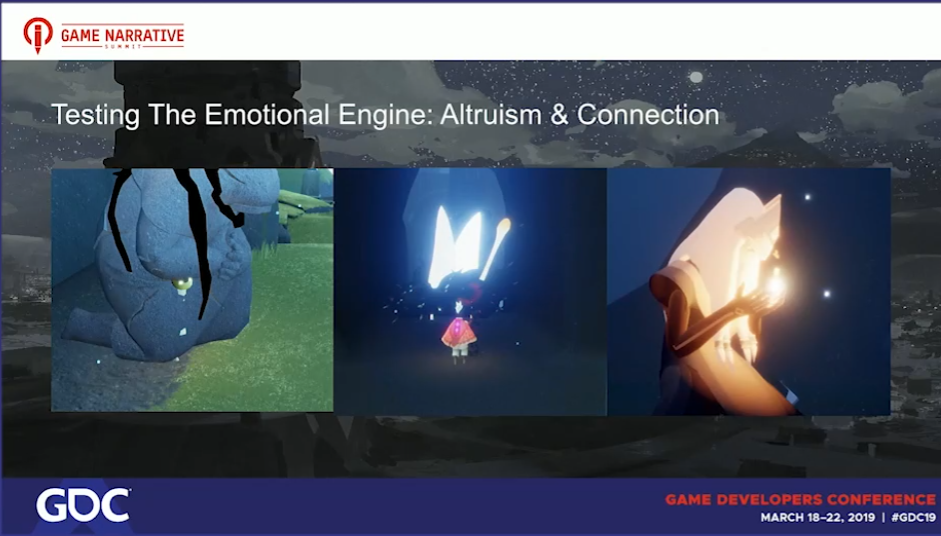 GAME NARRATIVE
SUMMIT
Testing The Emotional Engine: Altruism & Connection
GDC
GAME DEVELOPERS CONFERENCE
MARCH 18–22, 2019 | #GDC19